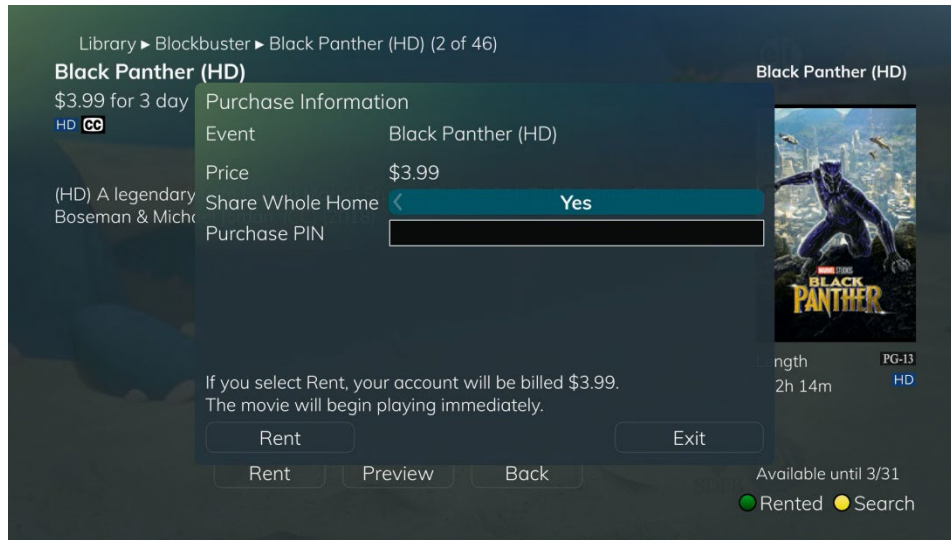 Library ▸ Blockbuster ▸ Black Panther (HD) (2 of 46)
Black Panther (HD)
Black Panther (HD)
$3.99 for 3 day
HD CC
(HD) A legendary
Boseman & Mich
Purchase Information
Event Black Panther (HD)
Price $3.99
Share Whole Home Yes
Purchase PIN
If you select Rent, your account will be billed $3.99.
The movie will begin playing immediately.
Rent Exit
MARVEL STUDIOS
BLACK
PANTHER
ngth PG-13
2h 14m HD
Rent Preview Back
Available until 3/31
Rented Search